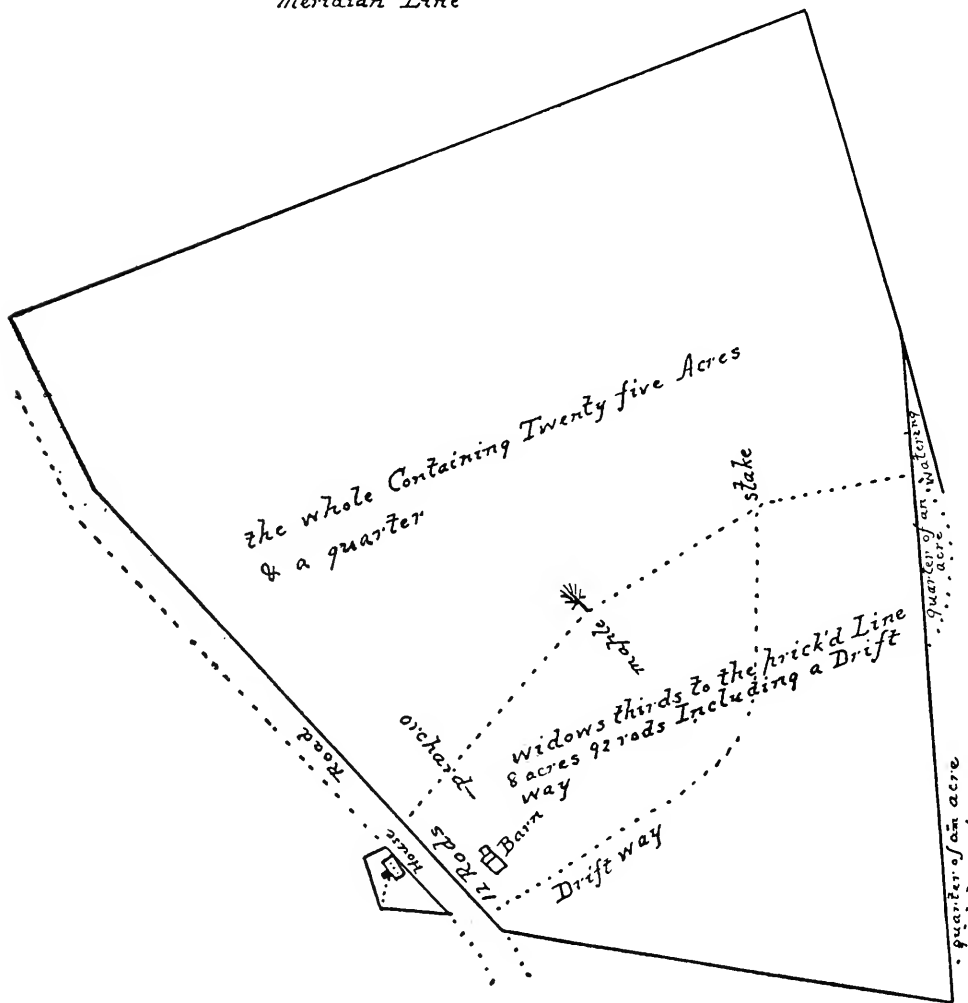 Meridian Line
the whole Containing Twenty five Acres
& a quarter
stake
maple
quarter of an watering
acre
widows thirds to the prick'd Line
8 acres 92 rods Including a Drift
way
orchard
Road
House
12 Rods
Barn
Drift way
quarter of an acre